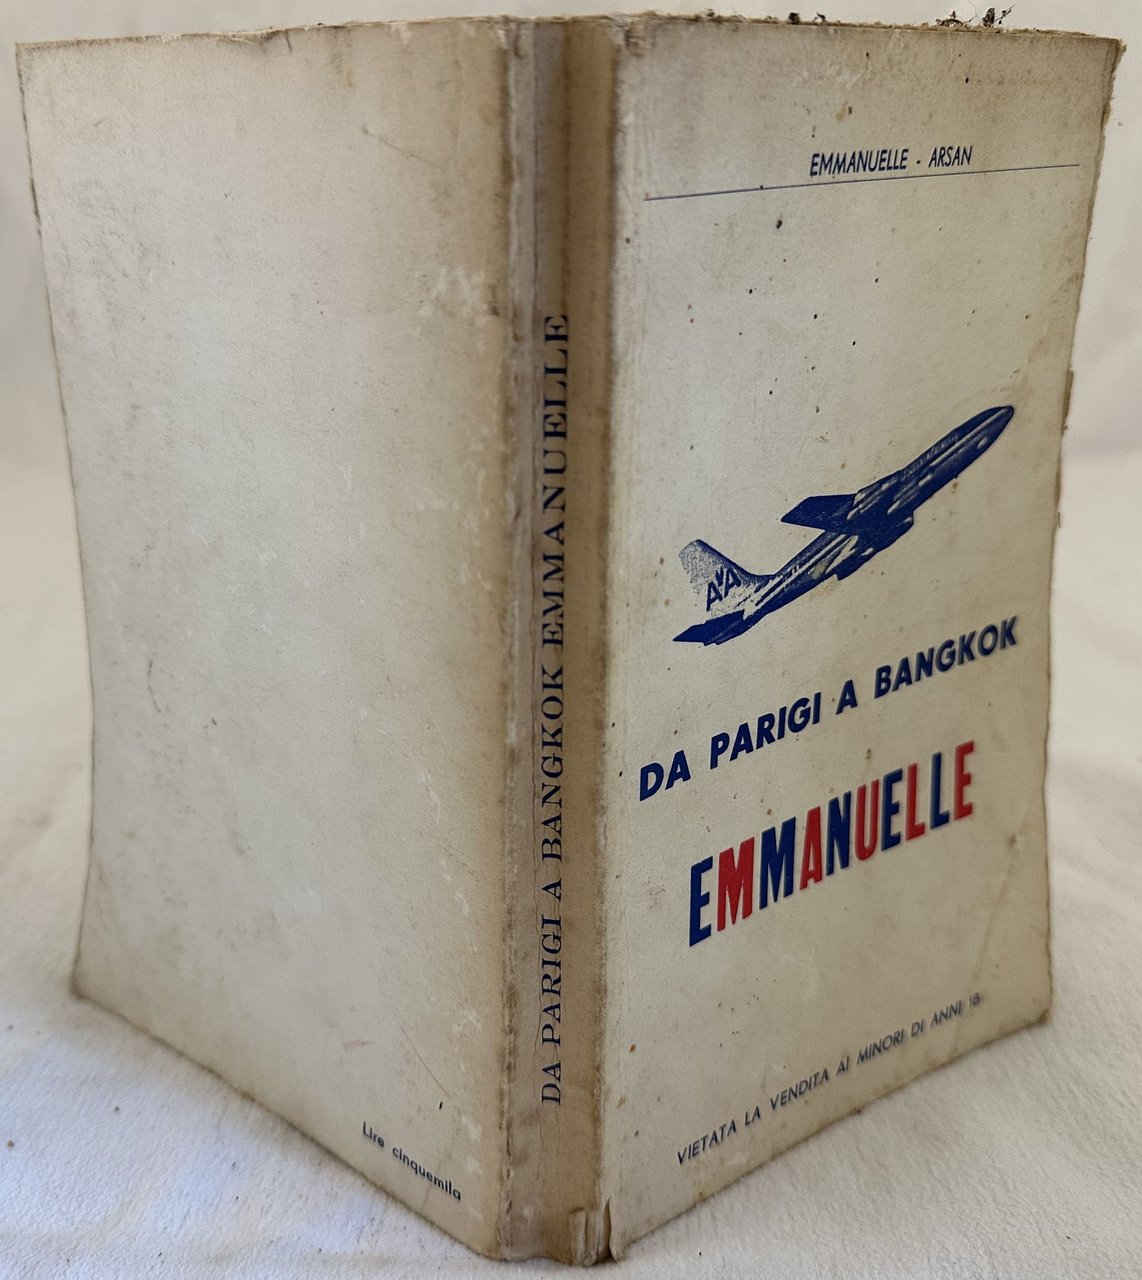 EMMANUELLE - ARSAN
AA
DA PARIGI A BANGKOK
EMMANUELLE
VIETATA LA VENDITA AI MINORI DI ANNI 18
DA PARIGI A BANGKOK EMMANUELLE
Lire cinquemila